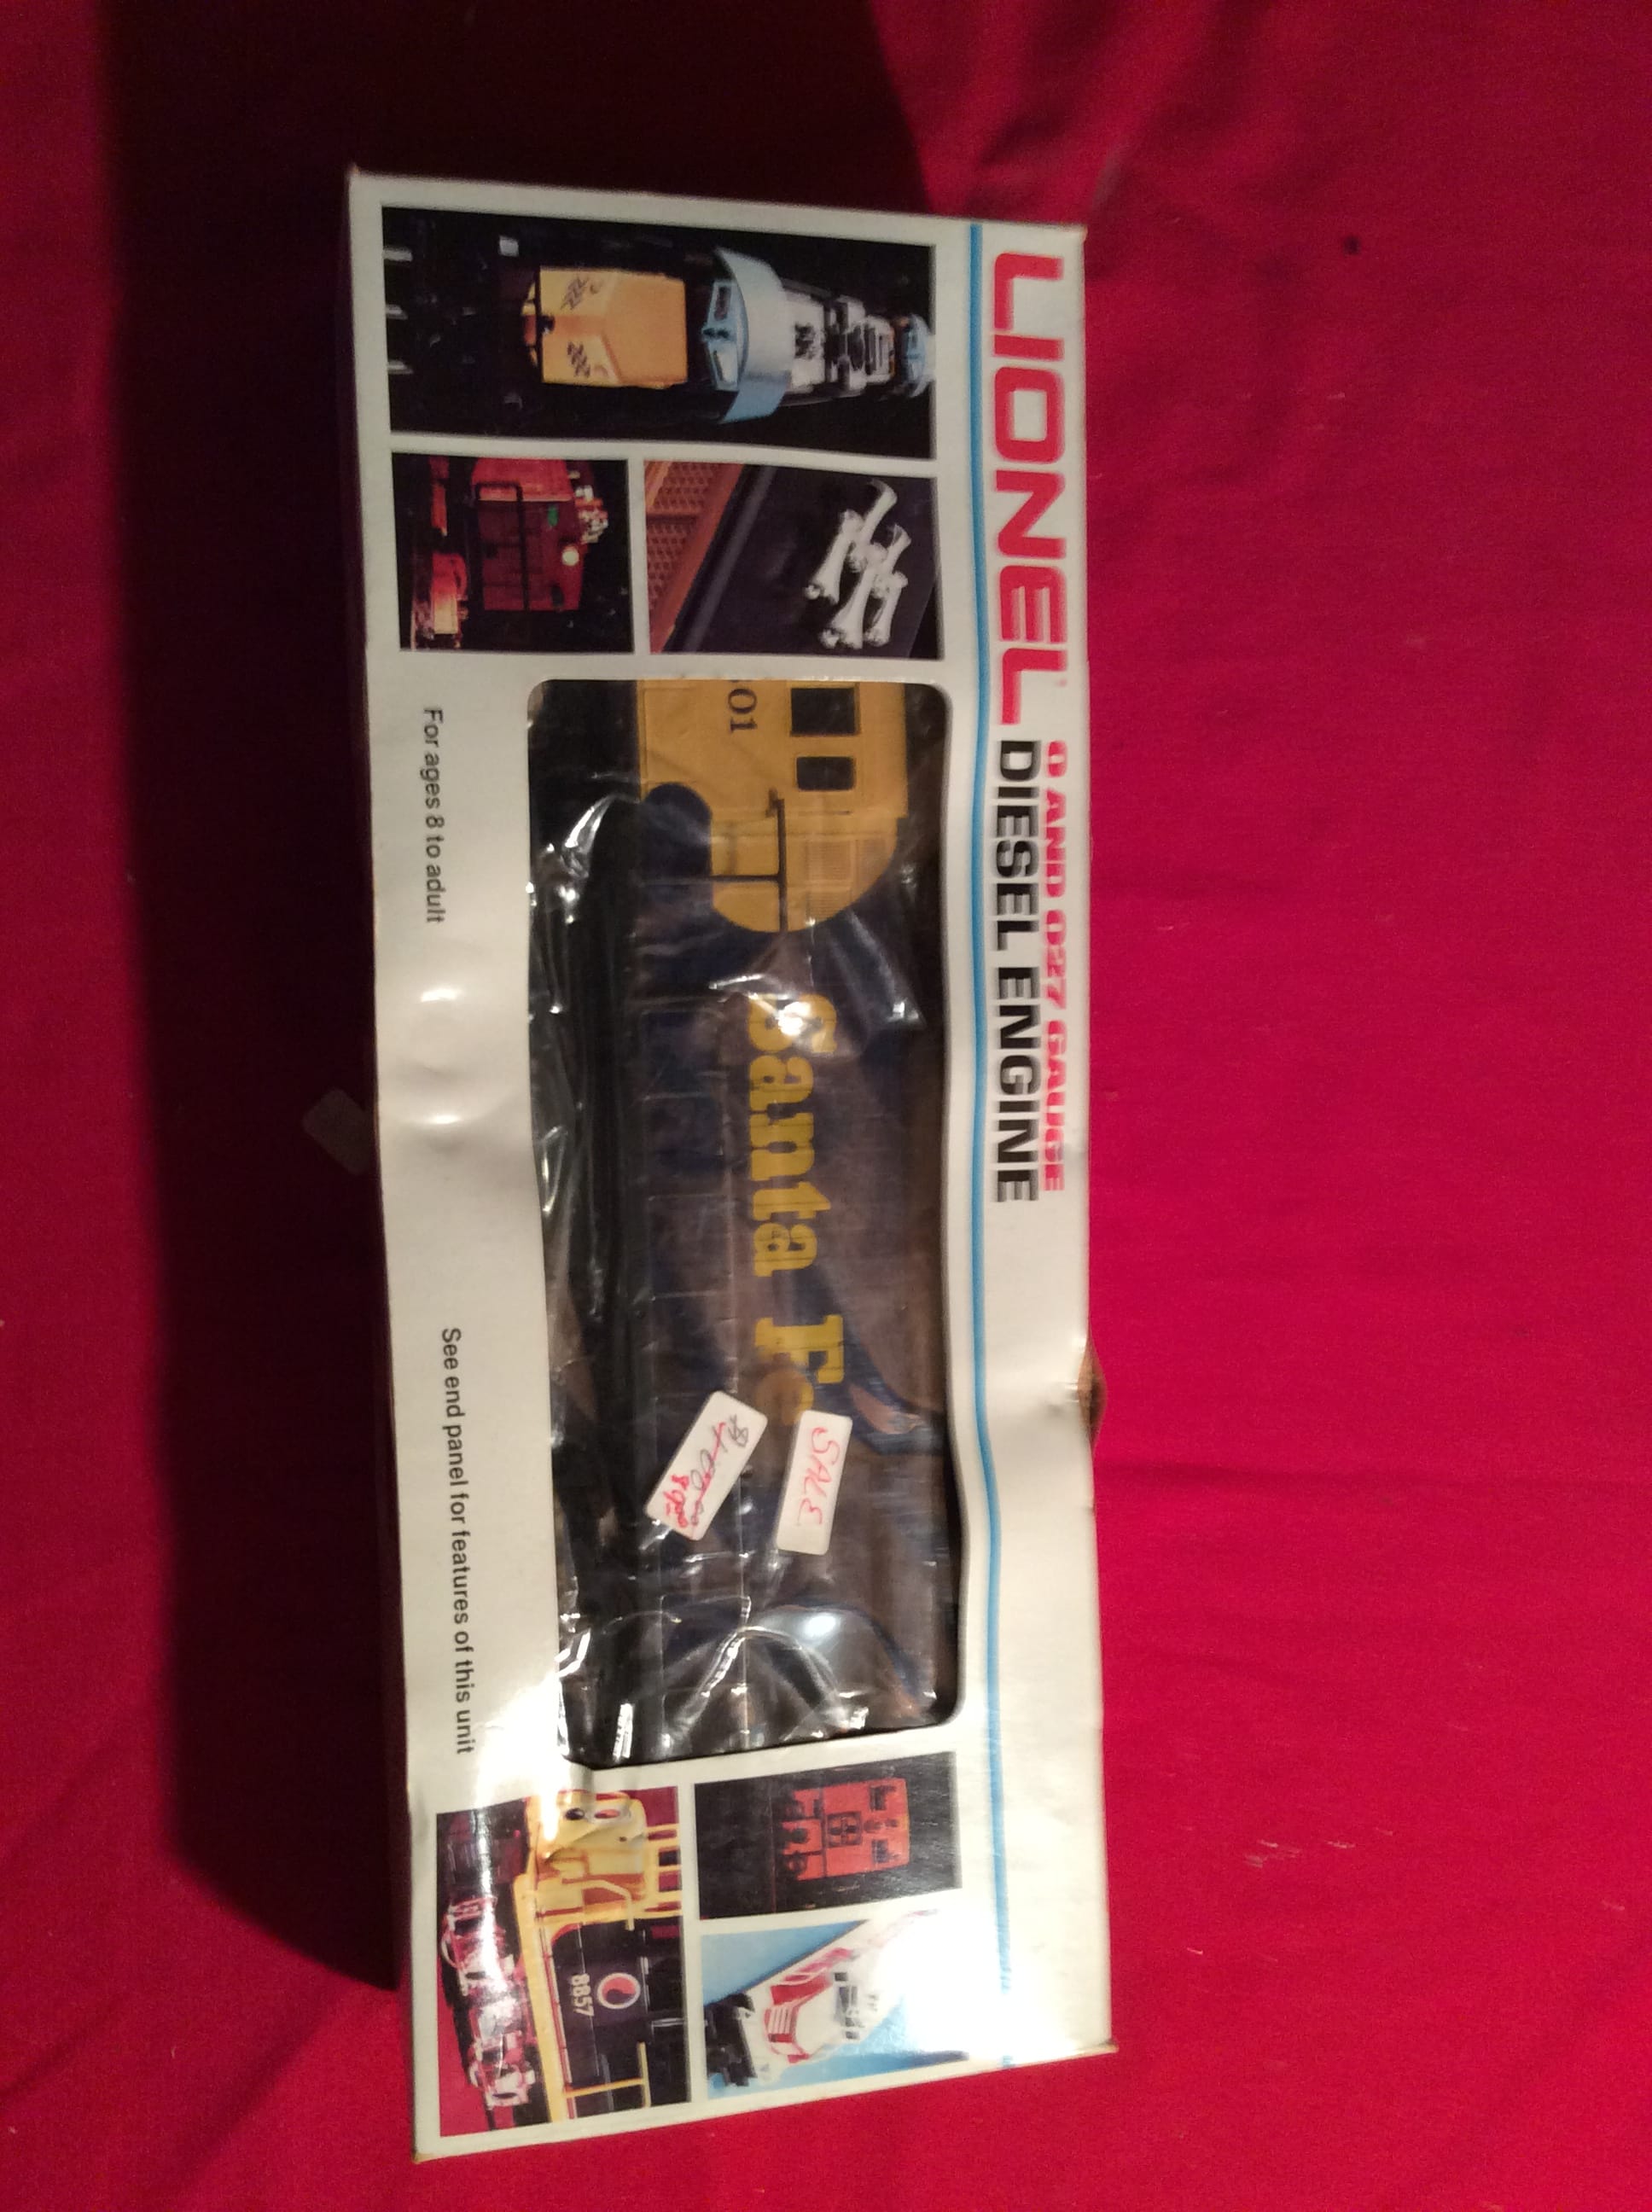 LIONEL
O AND O27 GAUGE
DIESEL ENGINE
01
Santa Fe
SALE
8857
For ages 8 to adult
See end panel for features of this unit